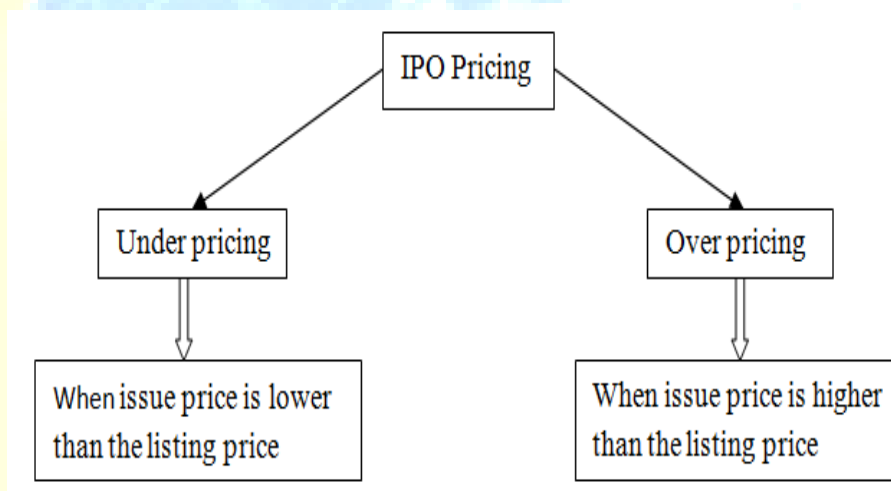 IPO Pricing
Under pricing
Over pricing
When issue price is lower
than the listing price
When issue price is higher
than the listing price